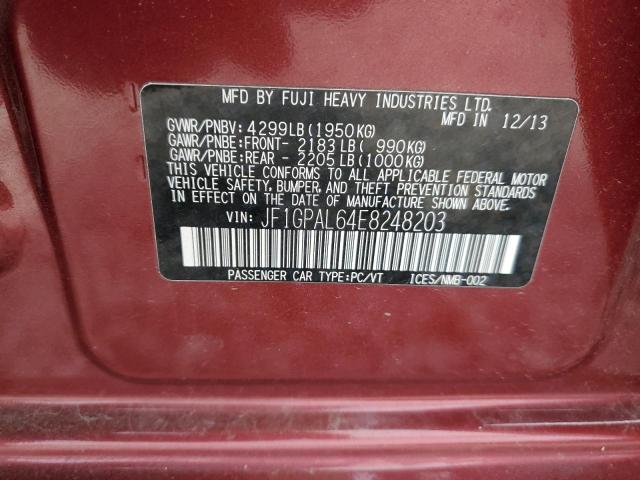 MFD BY FUJI HEAVY INDUSTRIES LTD.
MFD IN 12/13
GVWR/PNBV: 4299LB(1950KG)
GAWR/PNBE:FRONT- 2183LB( 990KG)
GAWR/PNBE:REAR - 2205LB(1000KG)
THIS VEHICLE CONFORMS TO ALL APPLICABLE FEDERAL MOTOR
VEHICLE SAFETY, BUMPER, AND THEFT PREVENTION STANDARDS
IN EFFECT ON THE DATE OF MANUFACTURE SHOWN ABOVE.
VIN: JF1GPAL64E8248203
PASSENGER CAR TYPE:PC/VT ICES/NMB-002